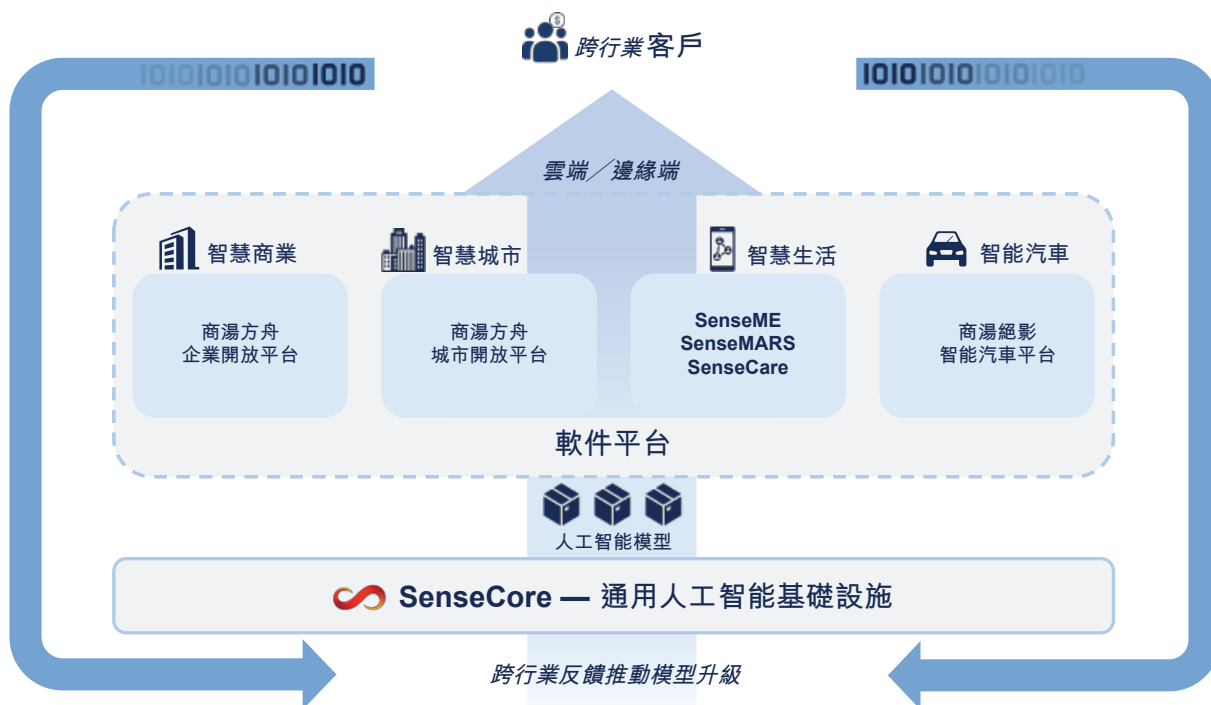 跨行業客戶
1010101010101010
1010101010101010
雲端／邊緣端
智慧商業
智慧城市
智慧生活
智能汽車
商湯方舟
企業開放平台
商湯方舟
城市開放平台
SenseME
SenseMARS
SenseCare
商湯絕影
智能汽車平台
軟件平台
人工智能模型
SenseCore — 通用人工智能基礎設施
跨行業反饋推動模型升級